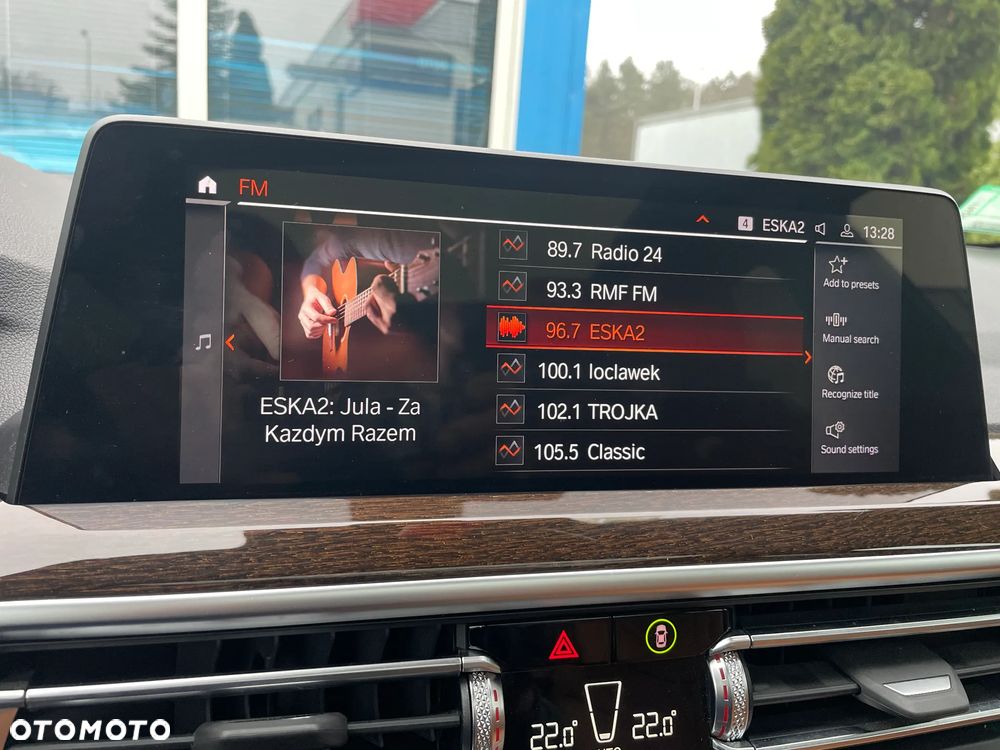 FM
4 ESKA2 13:28
89.7 Radio 24
93.3 RMF FM
96.7 ESKA2
100.1 loclawek
102.1 TROJKA
105.5 Classic
ESKA2: Jula - Za
Kazdym Razem
Add to presets
Manual search
Recognize title
Sound settings
22.0° 22.0°
AUTO
OTOMOTO